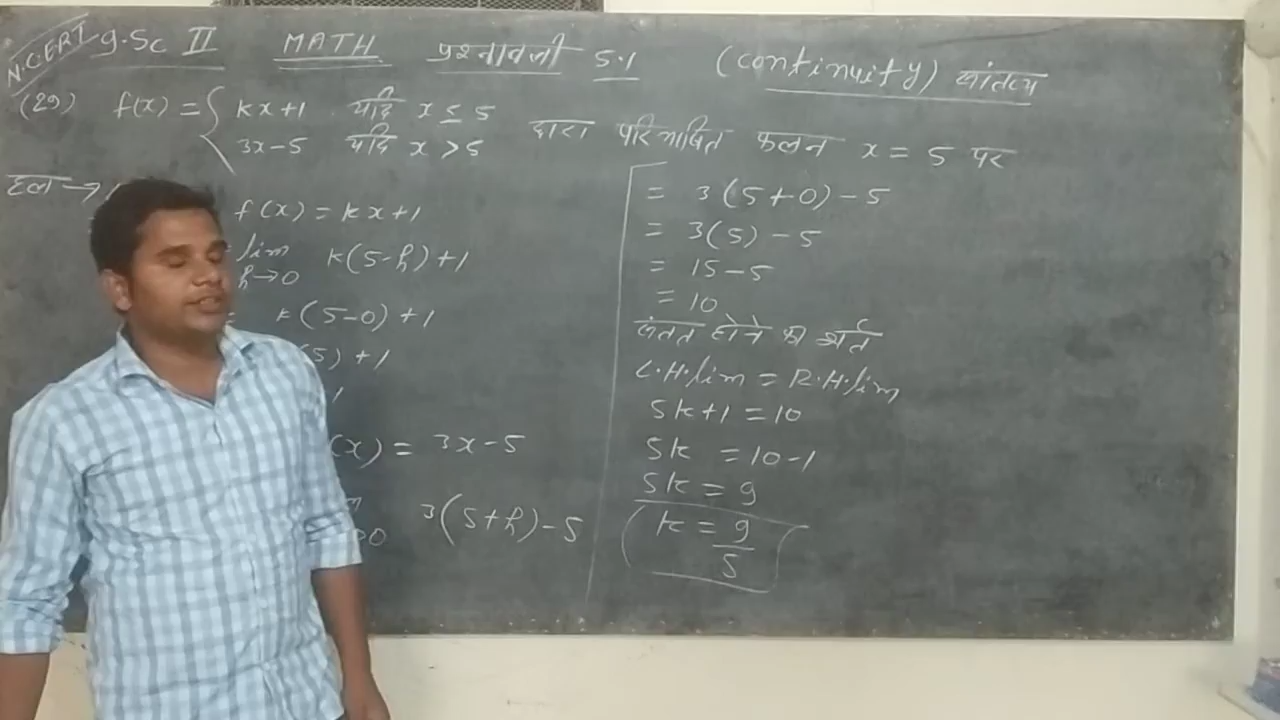 N.CERT I.Sc II MATH प्रश्नावली 5.1 (continuity) सांतत्य
(29) f(x) = { kx+1 यदि x ≤ 5
3x-5 यदि x > 5 द्वारा परिभाषित फलन x = 5 पर
हल →
f(x) = kx+1
lim h→0 k(5-h)+1
k(5-0)+1
(5)+1
1
(x) = 3x-5
3(5+h)-5
= 3(5+0)-5
= 3(5)-5
= 15-5
= 10
संतत होने की शर्त
L.H.lim = R.H.lim
5k+1 = 10
5k = 10-1
5k = 9
k = 9/5